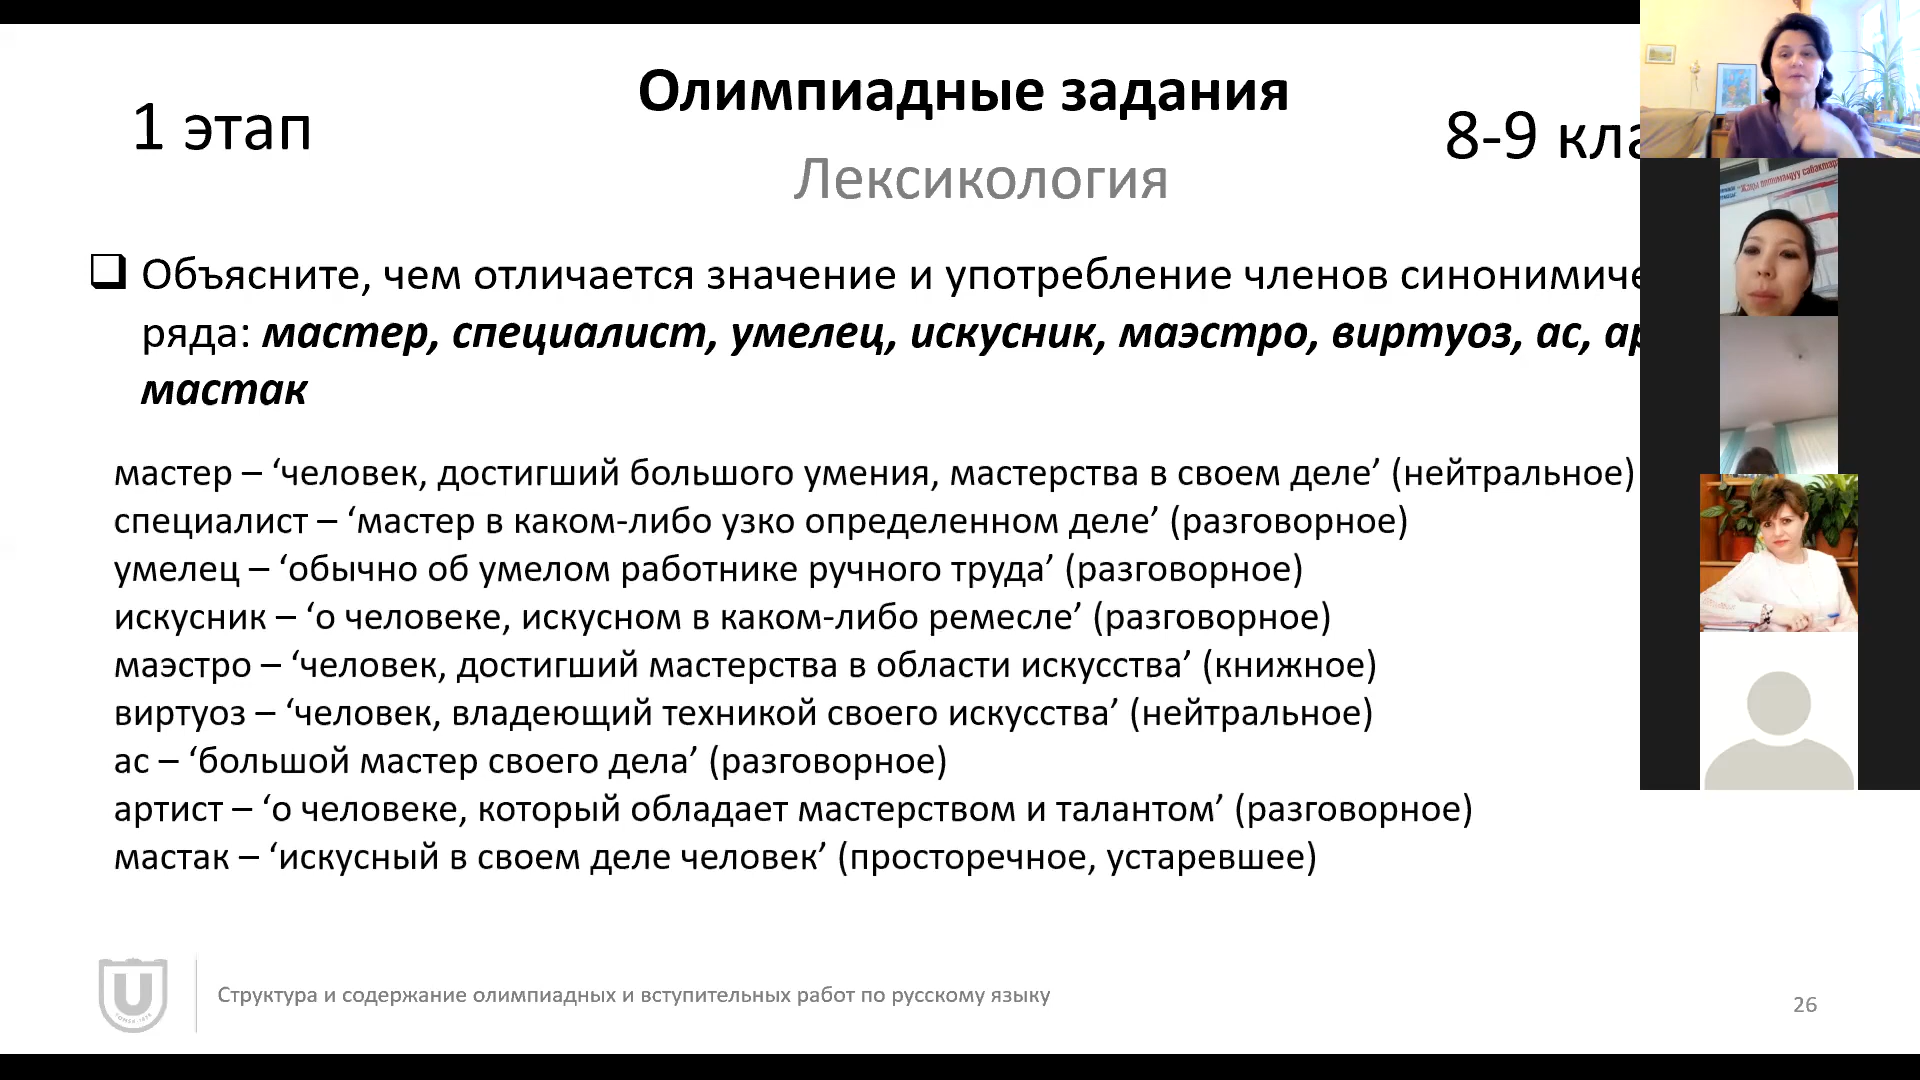 Олимпиадные задания
1 этап
8-9
Лексикология
Объясните, чем отличается значение и употребление членов
ряда: мастер, специалист, умелец, искусник, маэстро, виртуоз, ас,
мастак
мастер – ‘человек, достигший большого умения, мастерства в своем деле’ (нейтральное)
специалист – ‘мастер в каком-либо узко определенном деле’ (разговорное)
умелец – ‘обычно об умелом работнике ручного труда’ (разговорное)
искусник – ‘о человеке, искусном в каком-либо ремесле’ (разговорное)
маэстро – ‘человек, достигший мастерства в области искусства’ (книжное)
виртуоз – ‘человек, владеющий техникой своего искусства’ (нейтральное)
ас – ‘большой мастер своего дела’ (разговорное)
артист – ‘о человеке, который обладает мастерством и талантом’ (разговорное)
мастак – ‘искусный в своем деле человек’ (просторечное, устаревшее)
Структура и содержание олимпиадных и вступительных работ по русскому языку
26